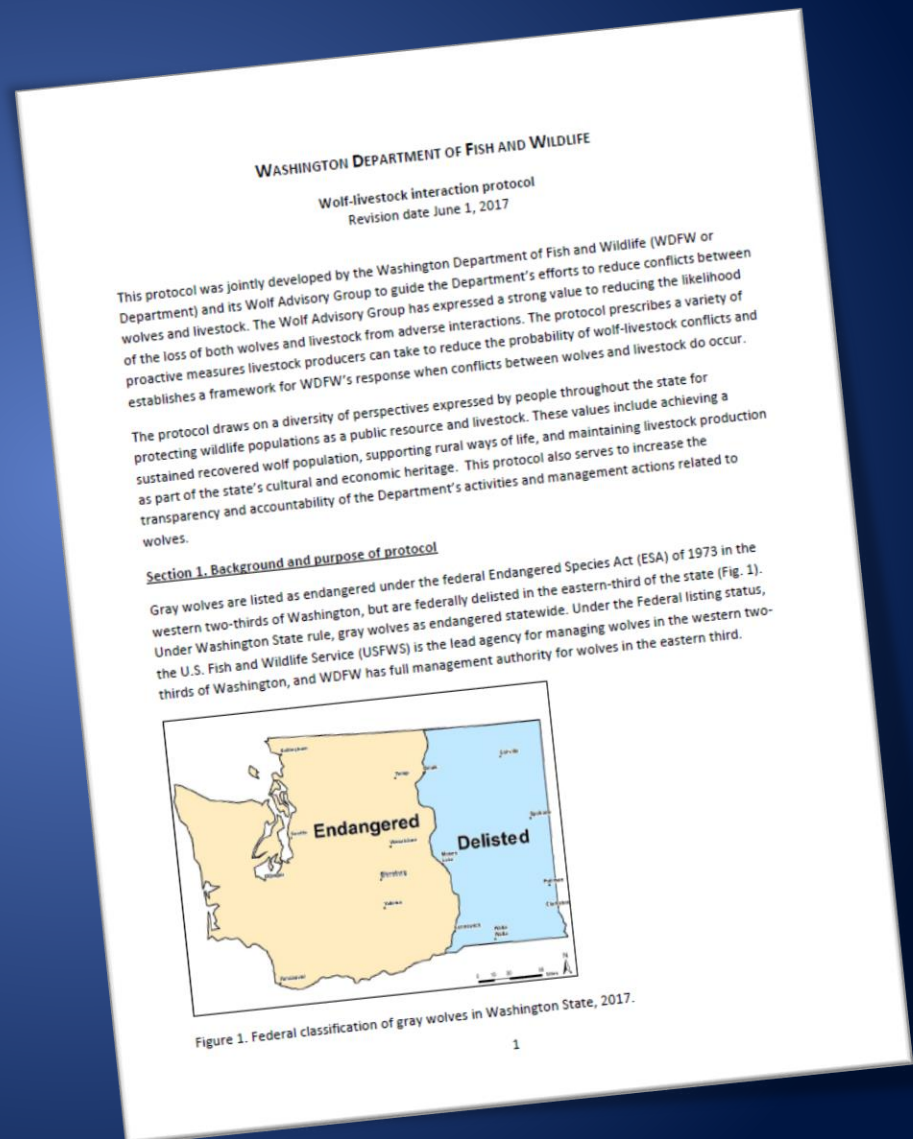 WASHINGTON DEPARTMENT OF FISH AND WILDLIFE
Wolf-livestock interaction protocol
Revision date June 1, 2017
This protocol was jointly developed by the Washington Department of Fish and Wildlife (WDFW or
Department) and its Wolf Advisory Group to guide the Department's efforts to reduce conflicts between
wolves and livestock. The Wolf Advisory Group has expressed a strong value to reducing the likelihood
of the loss of both wolves and livestock from adverse interactions. The protocol prescribes a variety of
proactive measures livestock producers can take to reduce the probability of wolf-livestock conflicts and
establishes a framework for WDFW's response when conflicts between wolves and livestock do occur.
The protocol draws on a diversity of perspectives expressed by people throughout the state for
protecting wildlife populations as a public resource and livestock. These values include achieving a
sustained recovered wolf population, supporting rural ways of life, and maintaining livestock production
as part of the state's cultural and economic heritage. This protocol also serves to increase the
transparency and accountability of the Department's activities and management actions related to
wolves.
Section 1. Background and purpose of protocol
Gray wolves are listed as endangered under the federal Endangered Species Act (ESA) of 1973 in the
western two-thirds of Washington, but are federally delisted in the eastern-third of the state (Fig. 1).
Under Washington State rule, gray wolves as endangered statewide. Under the Federal listing status,
the U.S. Fish and Wildlife Service (USFWS) is the lead agency for managing wolves in the western two-
thirds of Washington, and WDFW has full management authority for wolves in the eastern third.
Endangered
Delisted
Figure 1. Federal classification of gray wolves in Washington State, 2017.
1